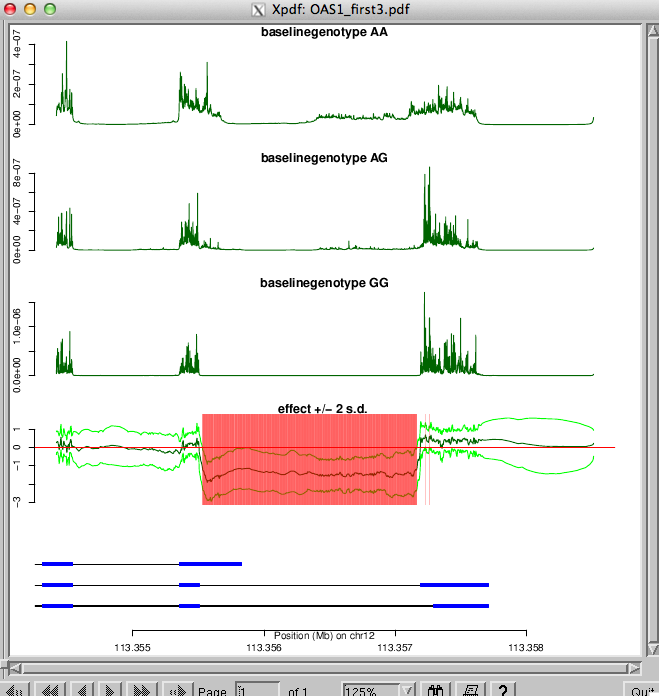 Xpdf: OAS1_first3.pdf
baselinegenotype AA
4e−07
2e−07
0e+00
baselinegenotype AG
8e−07
4e−07
0e+00
baselinegenotype GG
1.0e−06
0.0e+00
effect +/− 2 s.d.
1
0
−1
−3
Position (Mb) on chr12
113.355 113.356 113.357 113.358
Page 1 of 1 125% ? Quit